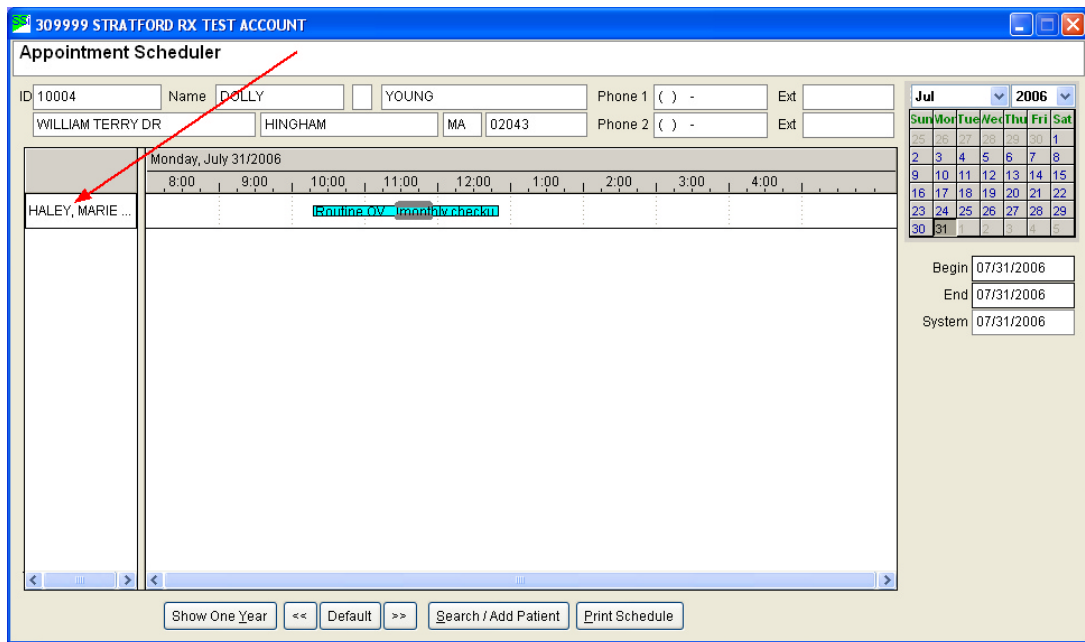 309999 STRATFORD RX TEST ACCOUNT
Appointment Scheduler
ID 10004 Name DOLLY YOUNG Phone 1 ( ) - Ext
WILLIAM TERRY DR HINGHAM MA 02043 Phone 2 ( ) - Ext
Jul 2006
Sun Mon Tue Wec Thu Fri Sat
25 26 27 28 29 30 1
2 3 4 5 6 7 8
9 10 11 12 13 14 15
16 17 18 19 20 21 22
23 24 25 26 27 28 29
30 31 1 2 3 4 5
Monday, July 31/2006
8:00 9:00 10:00 11:00 12:00 1:00 2:00 3:00 4:00
HALEY, MARIE ...
Routine OV monthly checku
Begin 07/31/2006
End 07/31/2006
System 07/31/2006
Show One Year << Default >> Search / Add Patient Print Schedule